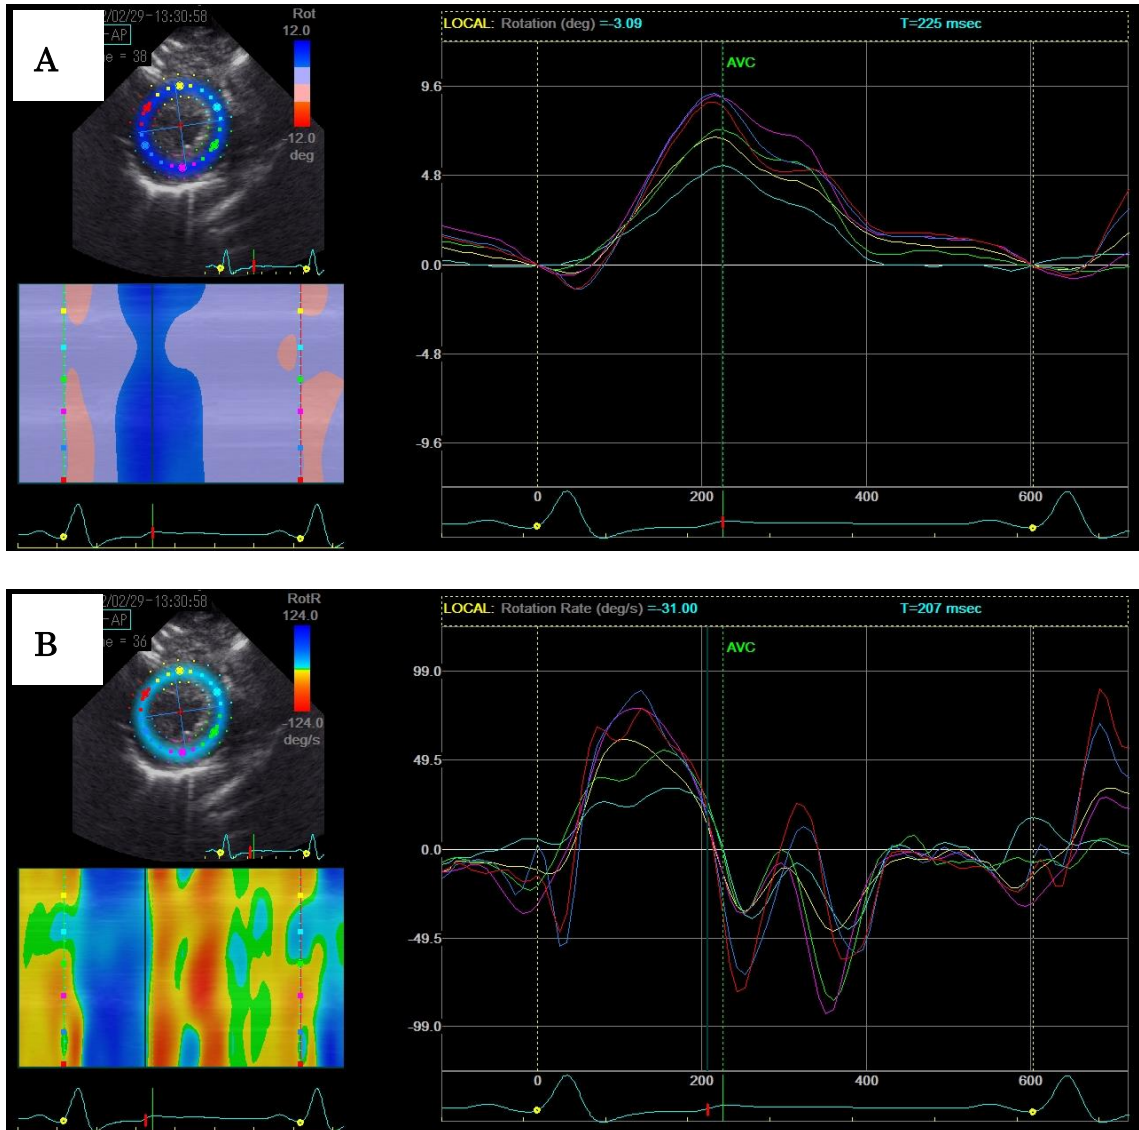 A
2/02/29-13:30:58
-AP
e = 38
Rot
12.0
-12.0
deg
LOCAL: Rotation (deg) =-3.09 T=225 msec
AVC
9.6
4.8
0.0
-4.8
-9.6
0 200 400 600
B
2/02/29-13:30:58
-AP
e = 36
RotR
124.0
-124.0
deg/s
LOCAL: Rotation Rate (deg/s) =-31.00 T=207 msec
AVC
99.0
49.5
0.0
-49.5
-99.0
0 200 400 600